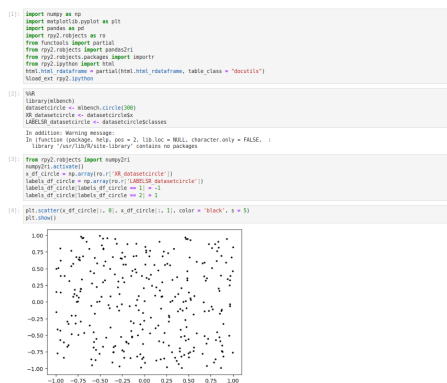 [1]: import numpy as np
import matplotlib.pyplot as plt
import pandas as pd
import rpy2.robjects as ro
from functools import partial
from rpy2.robjects import pandas2ri
from rpy2.robjects.packages import importr
from rpy2.ipython import html
html.html_rdataframe = partial(html.html_rdataframe, table_class = "docutils")
%load_ext rpy2.ipython
[2]: %%R
library(mlbench)
datasetcircle <- mlbench.circle(300)
XR_datasetcircle <- datasetcircle$x
LABELSR_datasetcircle <- datasetcircle$classes
In addition: Warning message:
In (function (package, help, pos = 2, lib.loc = NULL, character.only = FALSE, :
library '/usr/lib/R/site-library' contains no packages
[3]: from rpy2.robjects import numpy2ri
numpy2ri.activate()
x_df_circle = np.array(ro.r['XR_datasetcircle'])
labels_df_circle = np.array(ro.r['LABELSR_datasetcircle'])
labels_df_circle[labels_df_circle == 1] = -1
labels_df_circle[labels_df_circle == 2] = 1
[4]: plt.scatter(x_df_circle[:, 0], x_df_circle[:, 1], color = 'black', s = 5)
plt.show()
1.00
0.75
0.50
0.25
0.00
−0.25
−0.50
−0.75
−1.00
−1.00 −0.75 −0.50 −0.25 0.00 0.25 0.50 0.75 1.00